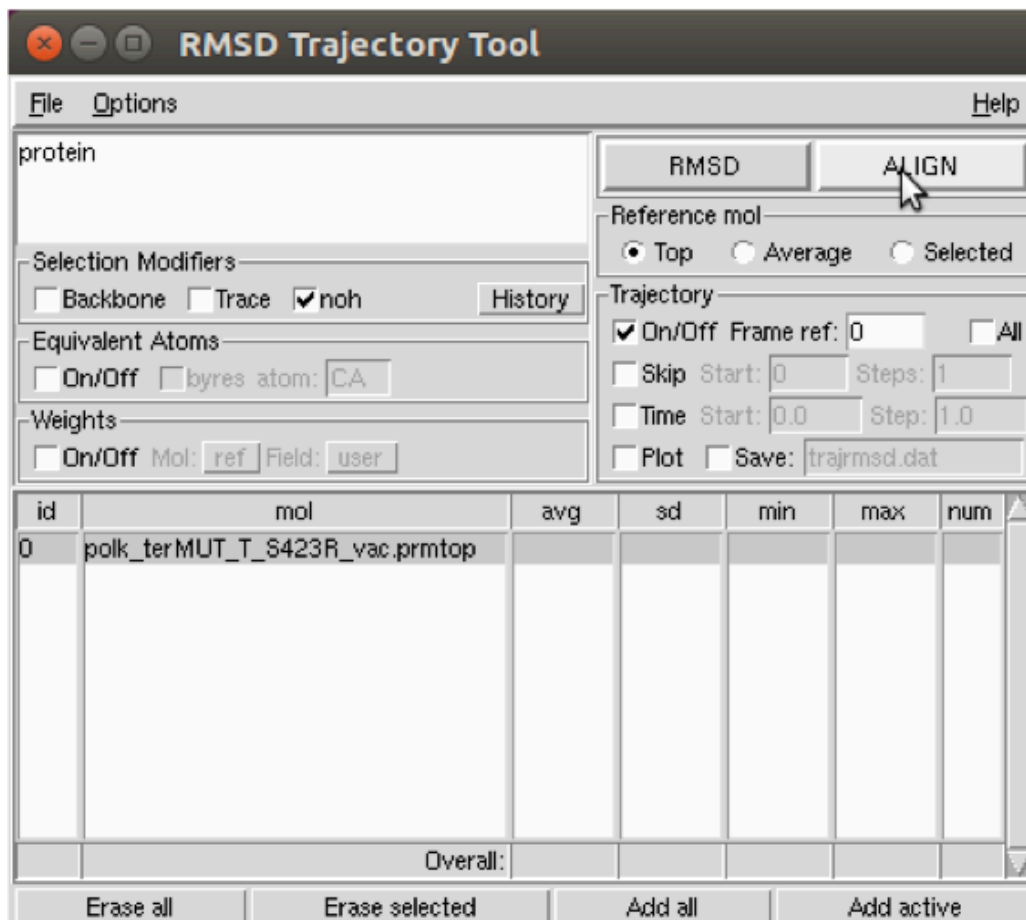 RMSD Trajectory Tool
File Options Help
protein
RMSD ALIGN
Reference mol
Top Average Selected
Selection Modifiers
Backbone Trace noh History
Trajectory
On/Off Frame ref: 0 All
Equivalent Atoms
On/Off byres atom: CA
Skip Start: 0 Steps: 1
Time Start: 0.0 Step: 1.0
Weights
On/Off Mol: ref Field: user
Plot Save: trajrmsd.dat
id mol avg sd min max num
0 polk_terMUT_T_S423R_vac.prmtop
Overall:
Erase all Erase selected Add all Add active